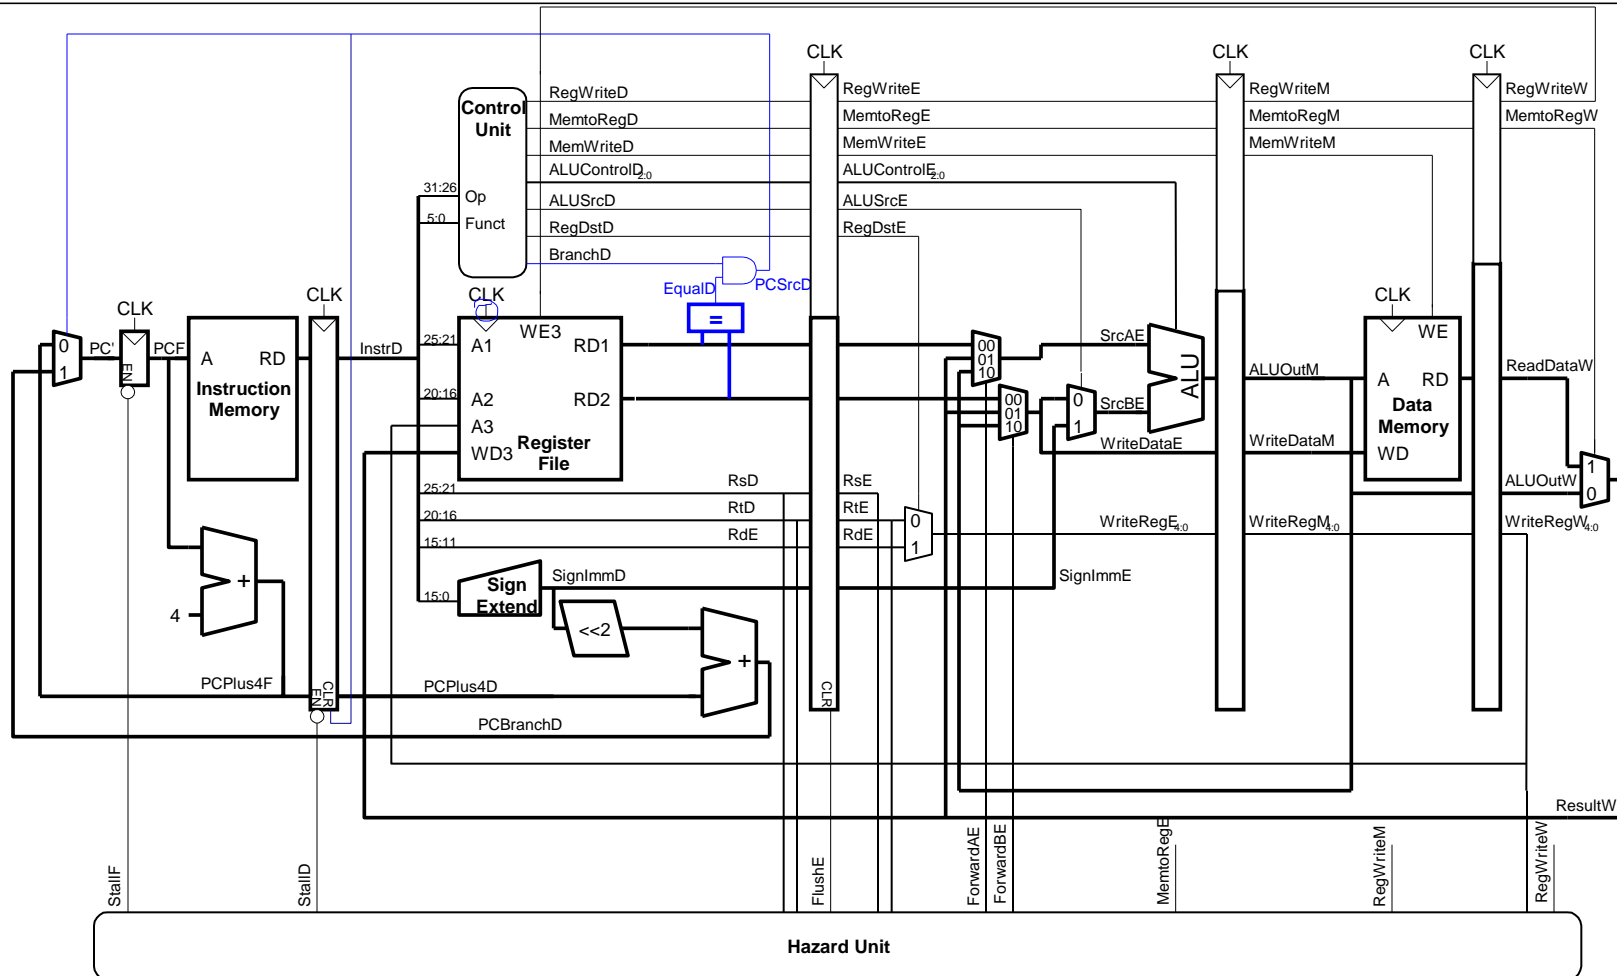 CLK
CLK
CLK
RegWriteD
RegWriteE
RegWriteM
RegWriteW
Control
Unit
MemtoRegD
MemtoRegE
MemtoRegM
MemtoRegW
MemWriteD
MemWriteE
MemWriteM
ALUControlD2:0
ALUControlE2:0
31:26
Op
ALUSrcD
ALUSrcE
5:0
Funct
RegDstD
RegDstE
BranchD
EqualD
PCSrcD
CLK
CLK
CLK
CLK
=
WE3
WE
0
1
PC'
PCF
EN
A
RD
Instruction
Memory
InstrD
25:21
A1
RD1
00
01
10
SrcAE
ALU
ALUOutM
A
RD
ReadDataW
20:16
A2
RD2
00
01
10
0
1
SrcBE
Data
Memory
A3
WD3
Register
File
WriteDataE
WriteDataM
WD
1
0
25:21
RsD
RsE
ALUOutW
20:16
RtD
RtE
0
1
WriteRegE4:0
WriteRegM4:0
WriteRegW4:0
15:11
RdE
RdE
+
4
15:0
Sign
Extend
SignImmD
SignImmE
<<2
+
PCPlus4F
EN
CLR
PCPlus4D
CLR
PCBranchD
ResultW
StallF
StallD
FlushE
ForwardAE
ForwardBE
MemtoRegE
RegWriteM
RegWriteW
Hazard Unit